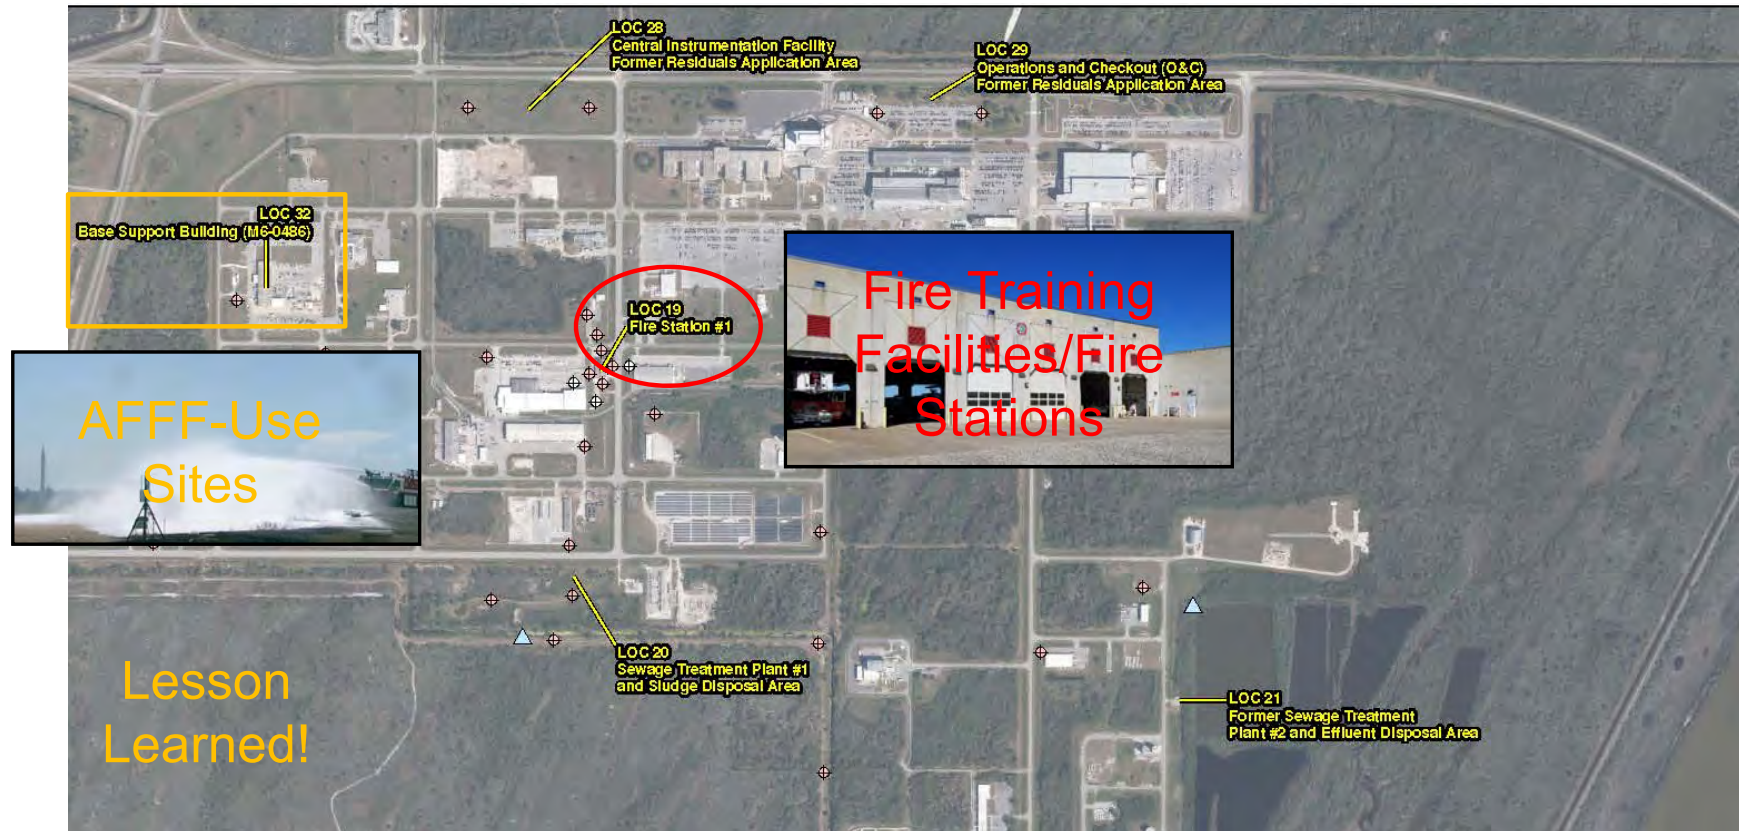 LOC 28
Central Instrumentation Facility
Former Residuals Application Area
LOC 29
Operations and Checkout (O&C)
Former Residuals Application Area
LOC 32
Base Support Building (M6-0486)
LOC 19
Fire Station #1
Fire Training
Facilities/Fire
Stations
AFFF-Use
Sites
LOC 20
Sewage Treatment Plant #1
and Sludge Disposal Area
Lesson
Learned!
LOC 21
Former Sewage Treatment
Plant #2 and Effluent Disposal Area